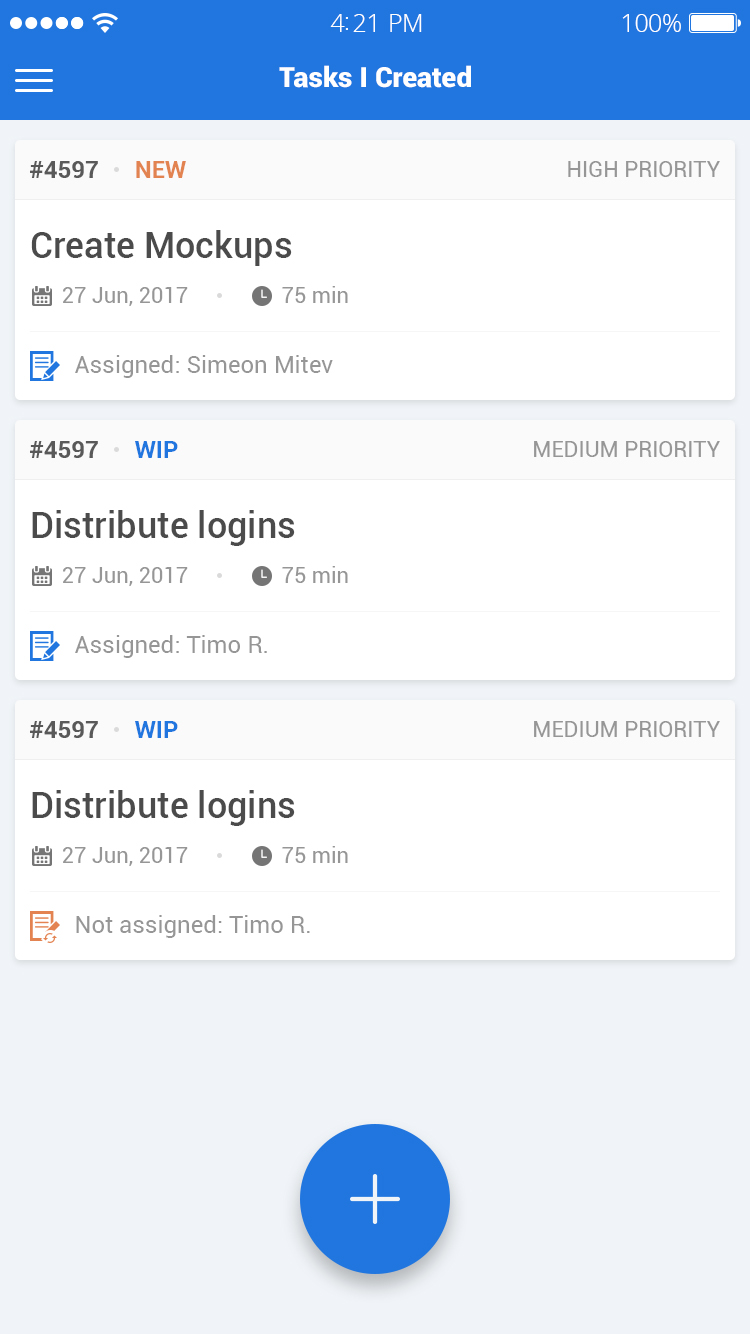 4:21 PM 100%
Tasks I Created
#4597 • NEW HIGH PRIORITY
Create Mockups
27 Jun, 2017 • 75 min
Assigned: Simeon Mitev
#4597 • WIP MEDIUM PRIORITY
Distribute logins
27 Jun, 2017 • 75 min
Assigned: Timo R.
#4597 • WIP MEDIUM PRIORITY
Distribute logins
27 Jun, 2017 • 75 min
Not assigned: Timo R.